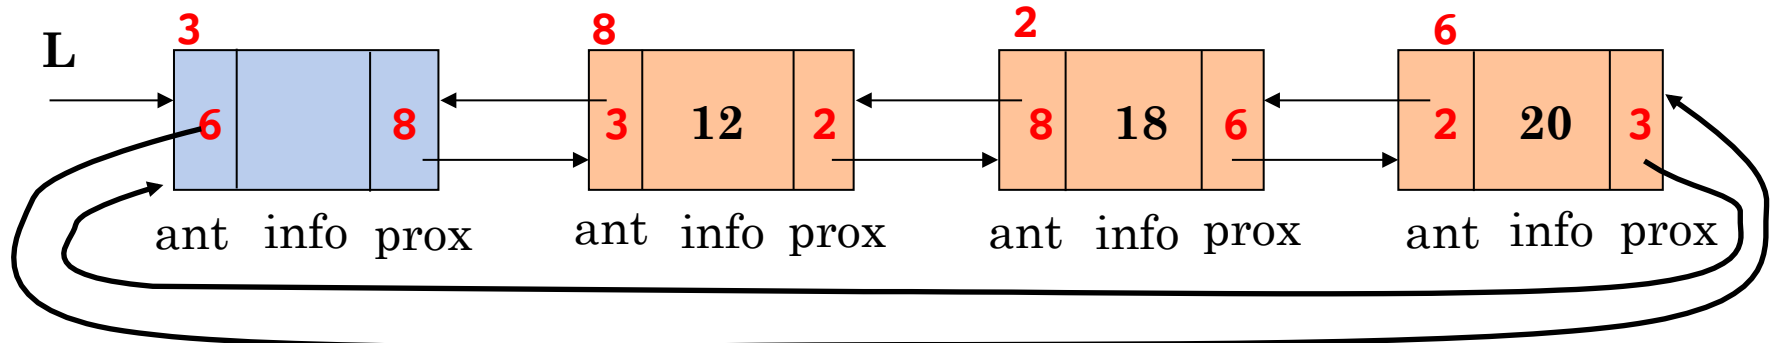 3 8 2 6
L
6 8 3 12 2 8 18 6 2 20 3
ant info prox ant info prox ant info prox ant info prox